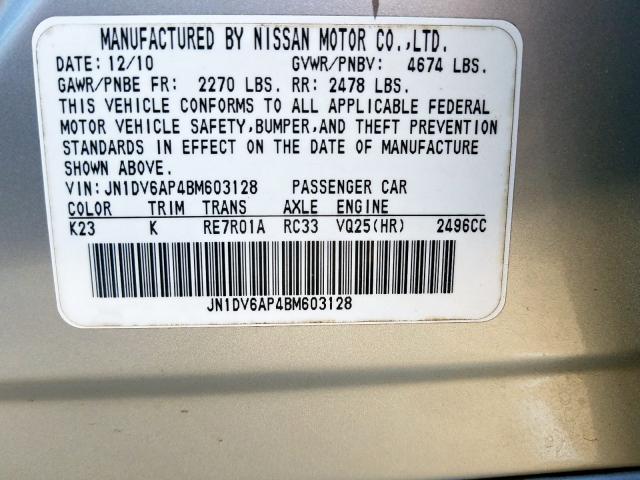 MANUFACTURED BY NISSAN MOTOR CO.,LTD.
DATE: 12/10 GVWR/PNBV: 4674 LBS.
GAWR/PNBE FR: 2270 LBS. RR: 2478 LBS.
THIS VEHICLE CONFORMS TO ALL APPLICABLE FEDERAL
MOTOR VEHICLE SAFETY,BUMPER,AND THEFT PREVENTION
STANDARDS IN EFFECT ON THE DATE OF MANUFACTURE
SHOWN ABOVE.
VIN:JN1DV6AP4BM603128 PASSENGER CAR
COLOR TRIM TRANS AXLE ENGINE
K23 K RE7R01A RC33 VQ25(HR) 2496CC
JN1DV6AP4BM603128